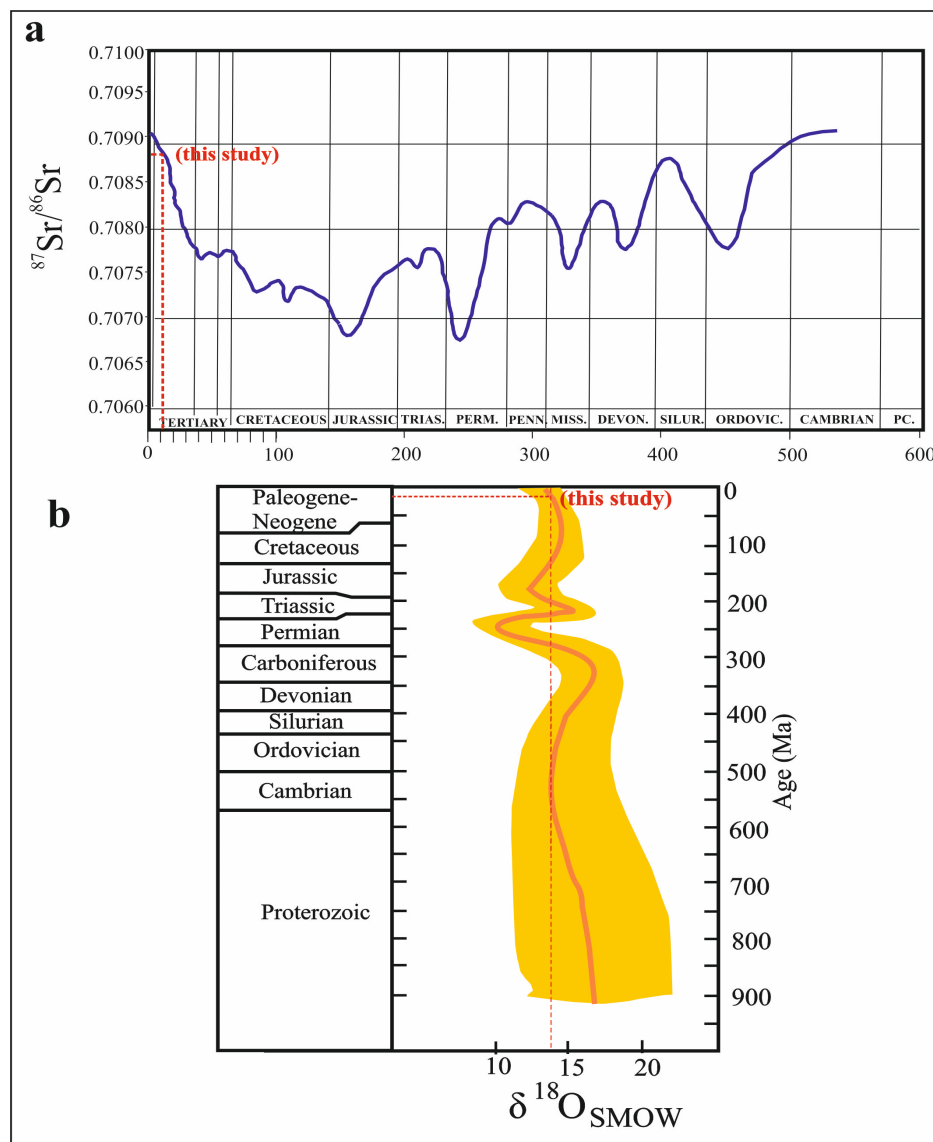 a
0.7100
0.7095
0.7090
0.7085
0.7080
0.7075
0.7070
0.7065
0.7060
87Sr/86Sr
(this study)
TERTIARY CRETACEOUS JURASSIC TRIAS. PERM. PENN. MISS. DEVON. SILUR. ORDOVIC. CAMBRIAN PC.
0 100 200 300 400 500 600
b
Paleogene-
Neogene
Cretaceous
Jurassic
Triassic
Permian
Carboniferous
Devonian
Silurian
Ordovician
Cambrian
Proterozoic
(this study)
0
100
200
300
400
500
600
700
800
900
Age (Ma)
10 15 20
δ 18O SMOW